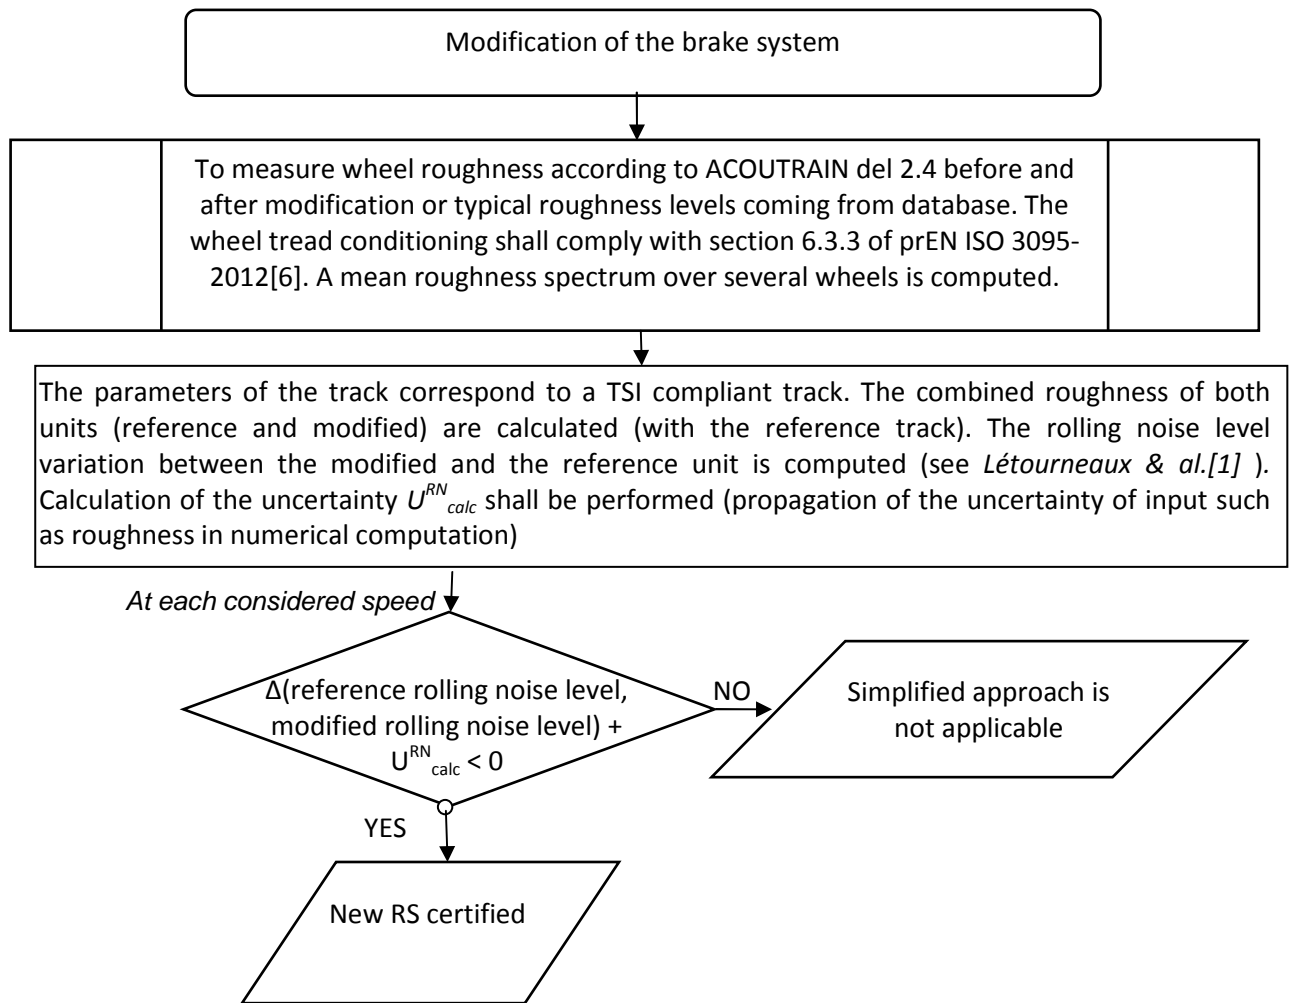 Modification of the brake system
To measure wheel roughness according to ACOUTRAIN del 2.4 before and
after modification or typical roughness levels coming from database. The
wheel tread conditioning shall comply with section 6.3.3 of prEN ISO 3095-
2012[6]. A mean roughness spectrum over several wheels is computed.
The parameters of the track correspond to a TSI compliant track. The combined roughness of both
units (reference and modified) are calculated (with the reference track). The rolling noise level
variation between the modified and the reference unit is computed (see Létourneaux & al.[1] ).
Calculation of the uncertainty U^RN_calc shall be performed (propagation of the uncertainty of input such
as roughness in numerical computation)
At each considered speed
Δ(reference rolling noise level,
modified rolling noise level) +
U^RN_calc < 0
NO
Simplified approach is
not applicable
YES
New RS certified